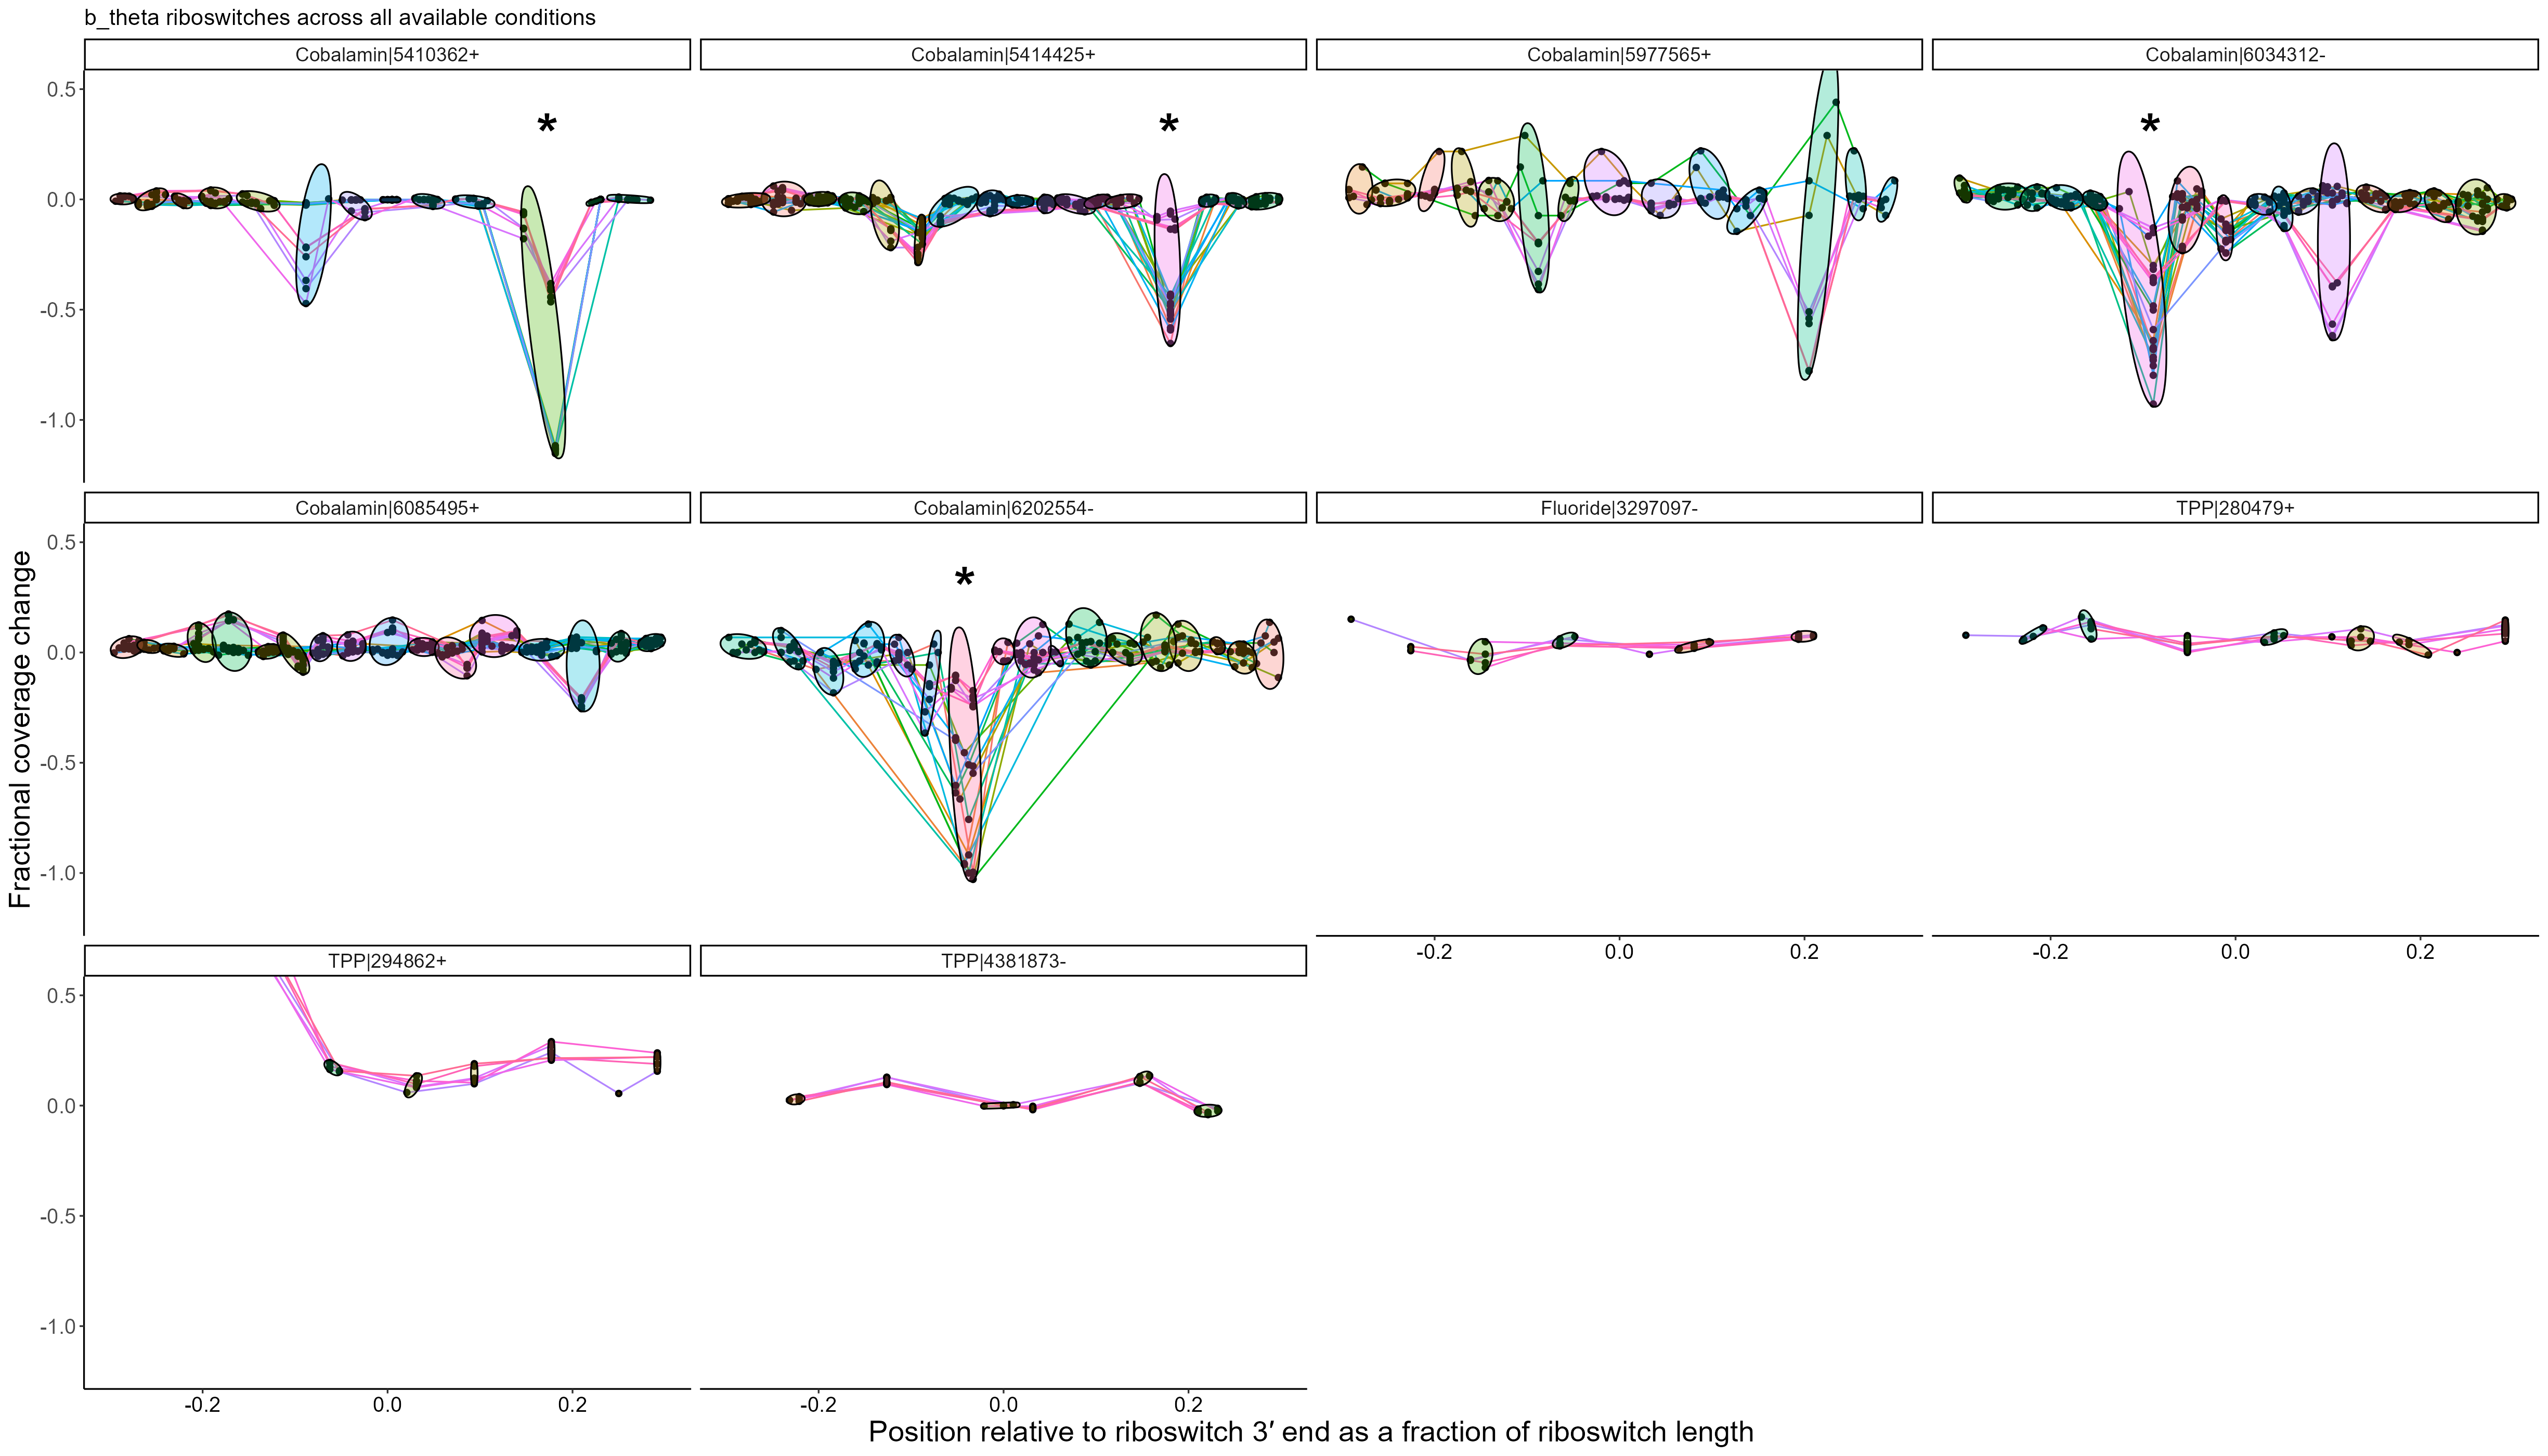 b_theta riboswitches across all available conditions
Cobalamin|5410362+
Cobalamin|5414425+
Cobalamin|5977565+
Cobalamin|6034312-
0.5
0.0
-0.5
-1.0
*
*
*
Cobalamin|6085495+
Cobalamin|6202554-
Fluoride|3297097-
TPP|280479+
0.5
0.0
-0.5
-1.0
*
-0.2 0.0 0.2
-0.2 0.0 0.2
TPP|294862+
TPP|4381873-
0.5
0.0
-0.5
-1.0
-0.2 0.0 0.2
-0.2 0.0 0.2
Fractional coverage change
Position relative to riboswitch 3′ end as a fraction of riboswitch length